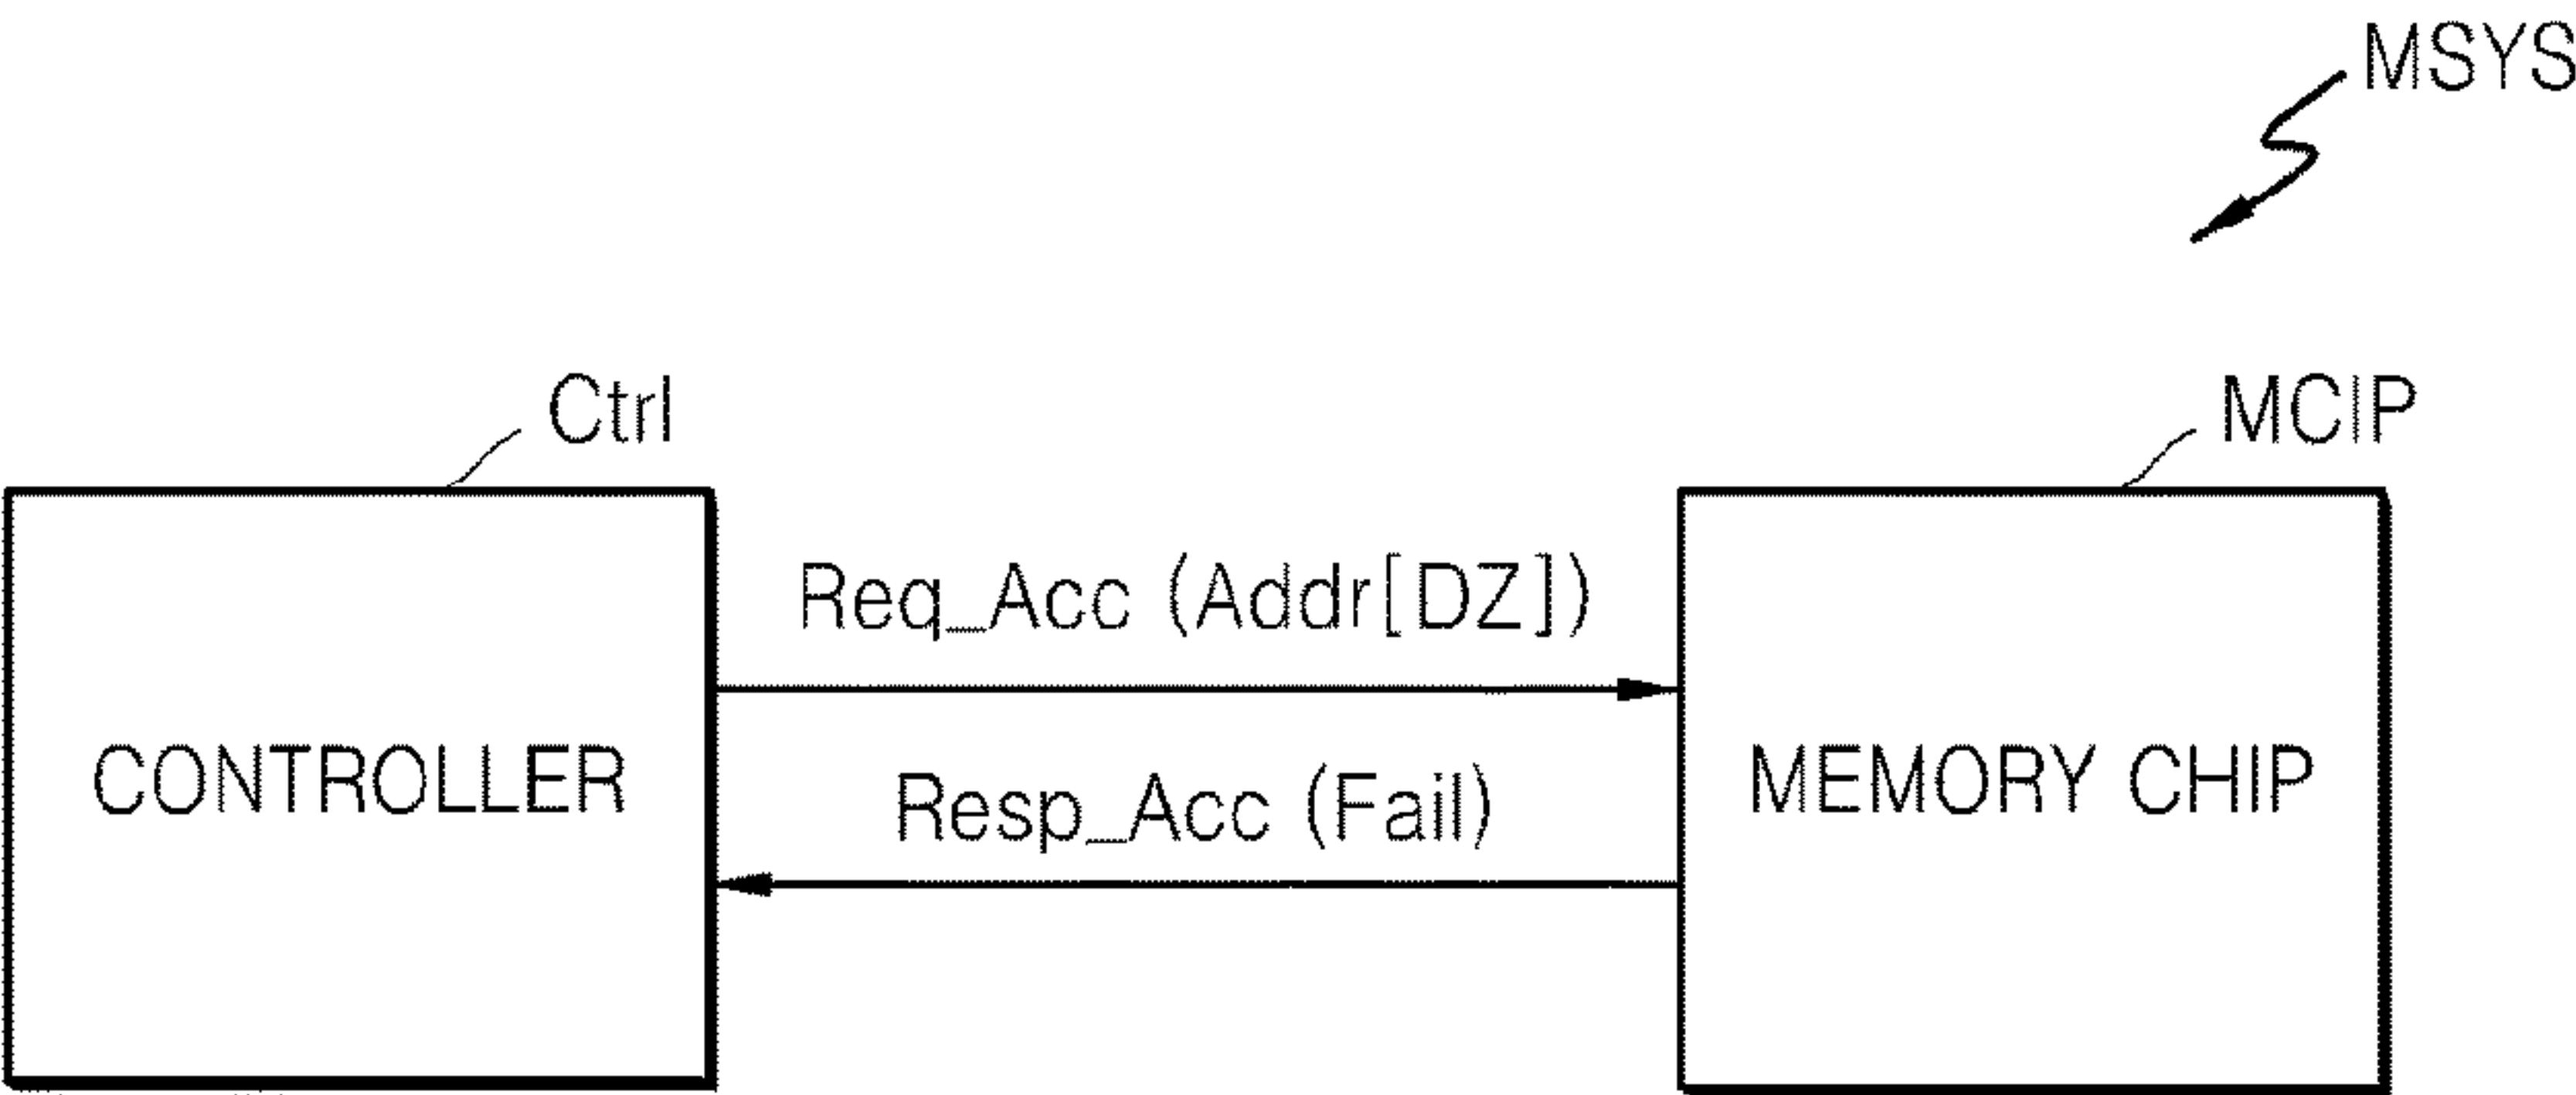 MSYS
Ctrl
MCIP
Req_Acc (Addr[DZ])
CONTROLLER
Resp_Acc (Fail)
MEMORY CHIP